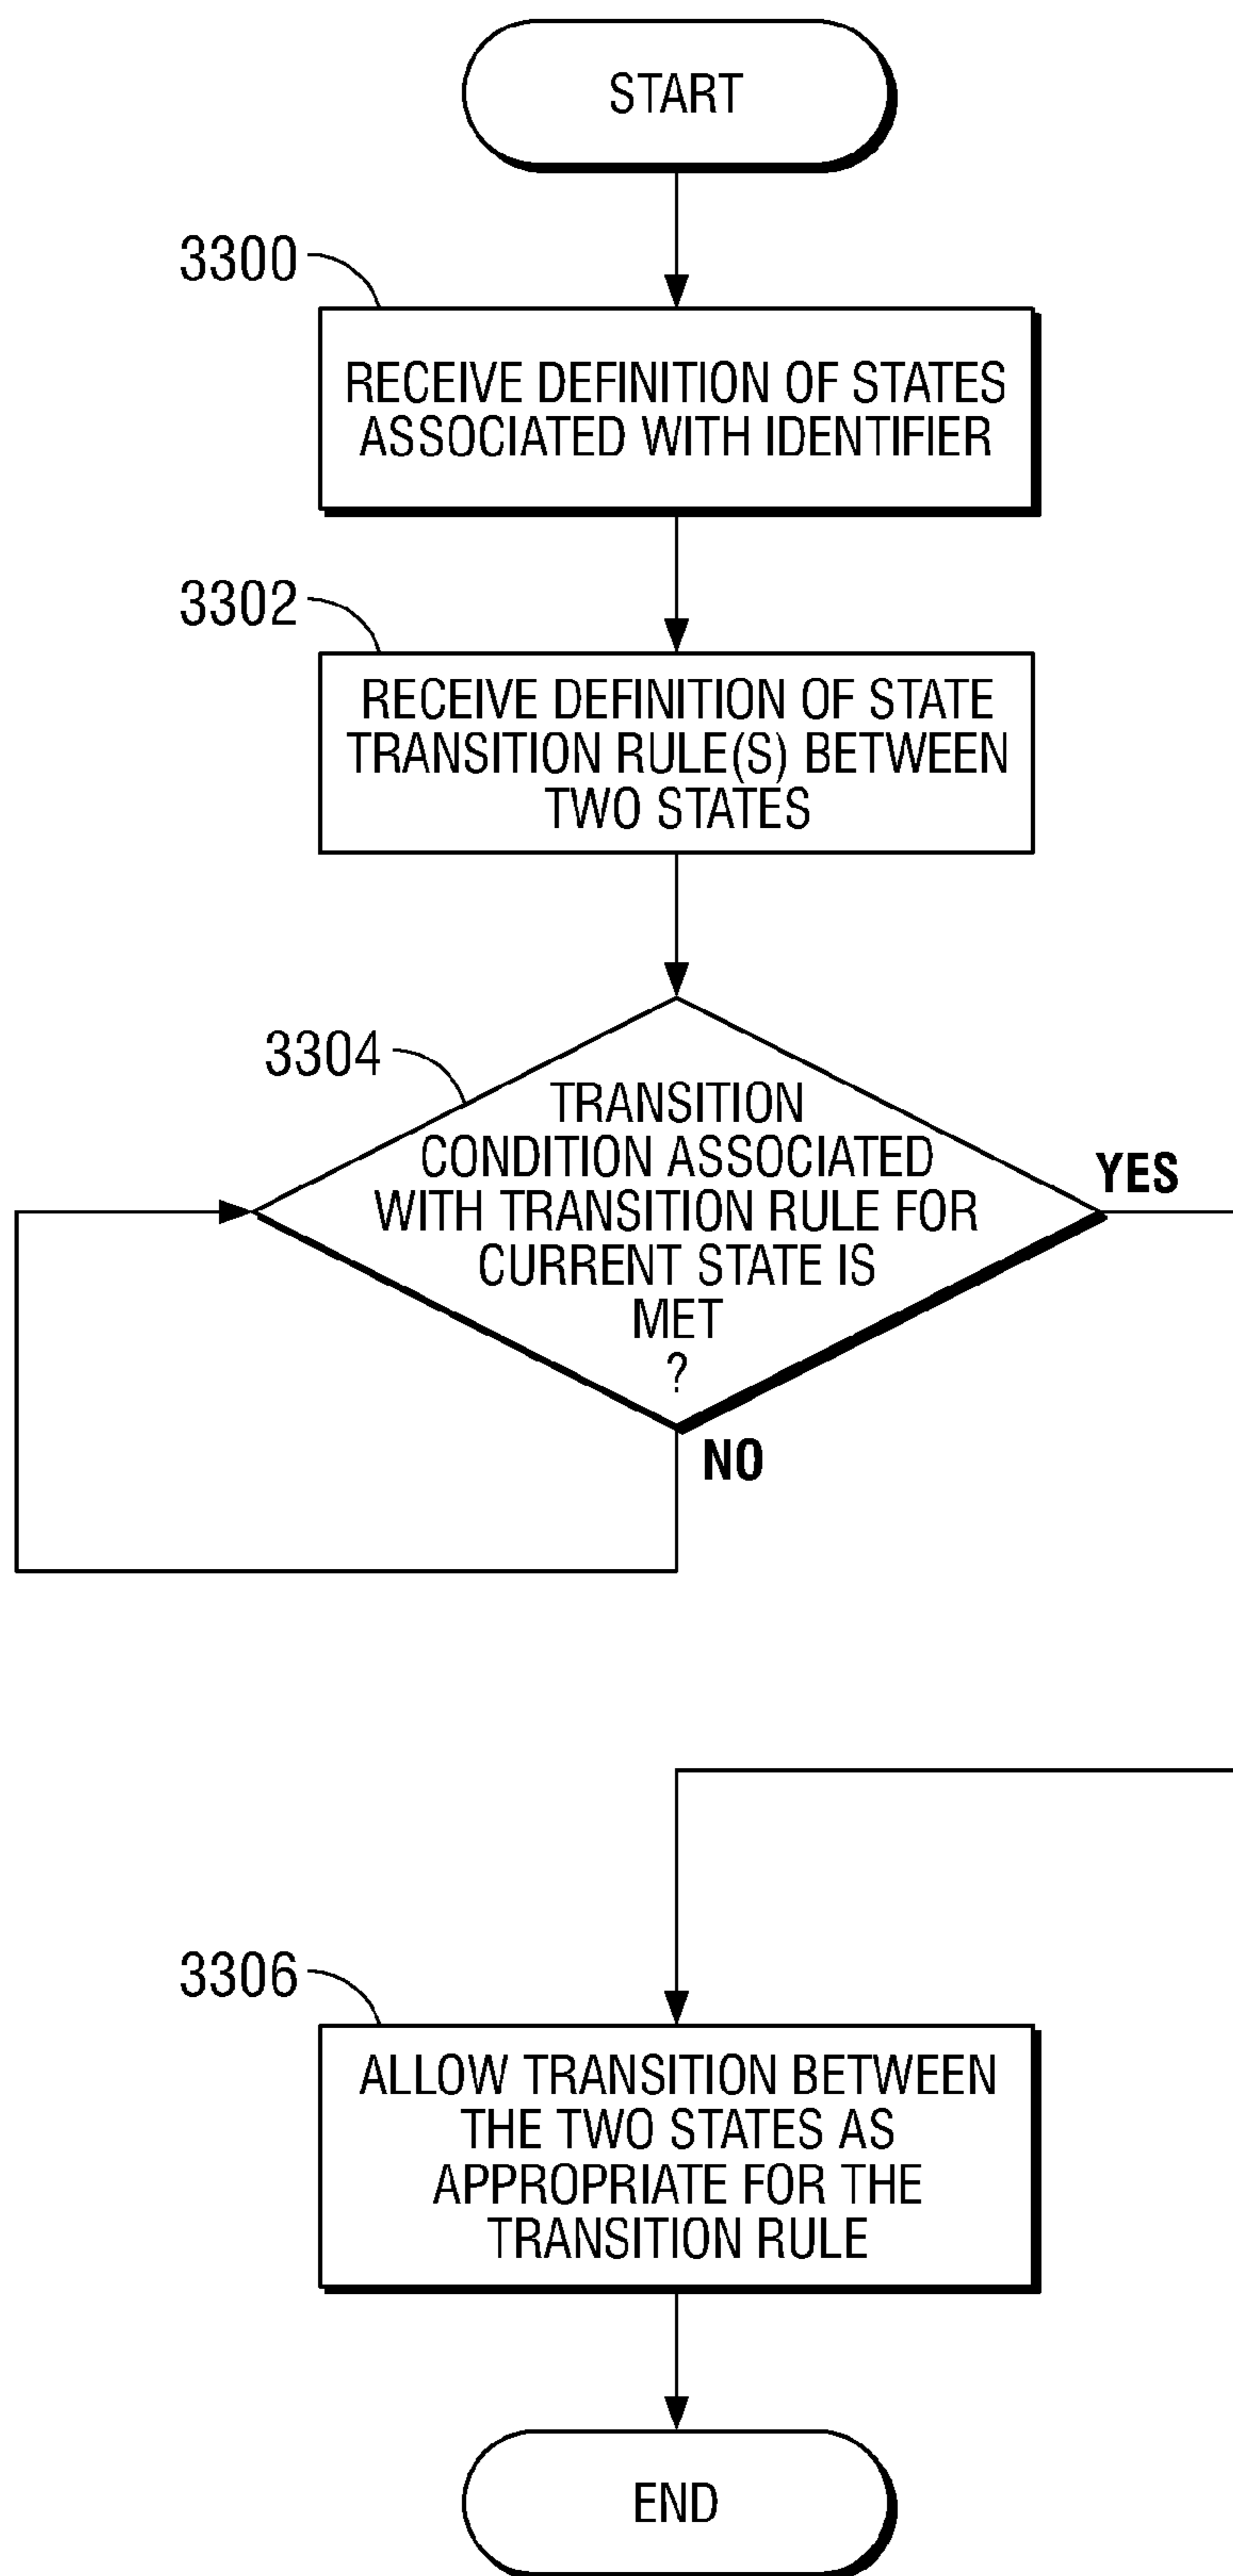 START
3300
RECEIVE DEFINITION OF STATES
ASSOCIATED WITH IDENTIFIER
3302
RECEIVE DEFINITION OF STATE
TRANSITION RULE(S) BETWEEN
TWO STATES
3304
TRANSITION
CONDITION ASSOCIATED
WITH TRANSITION RULE FOR
CURRENT STATE IS
MET
?
YES
NO
3306
ALLOW TRANSITION BETWEEN
THE TWO STATES AS
APPROPRIATE FOR THE
TRANSITION RULE
END